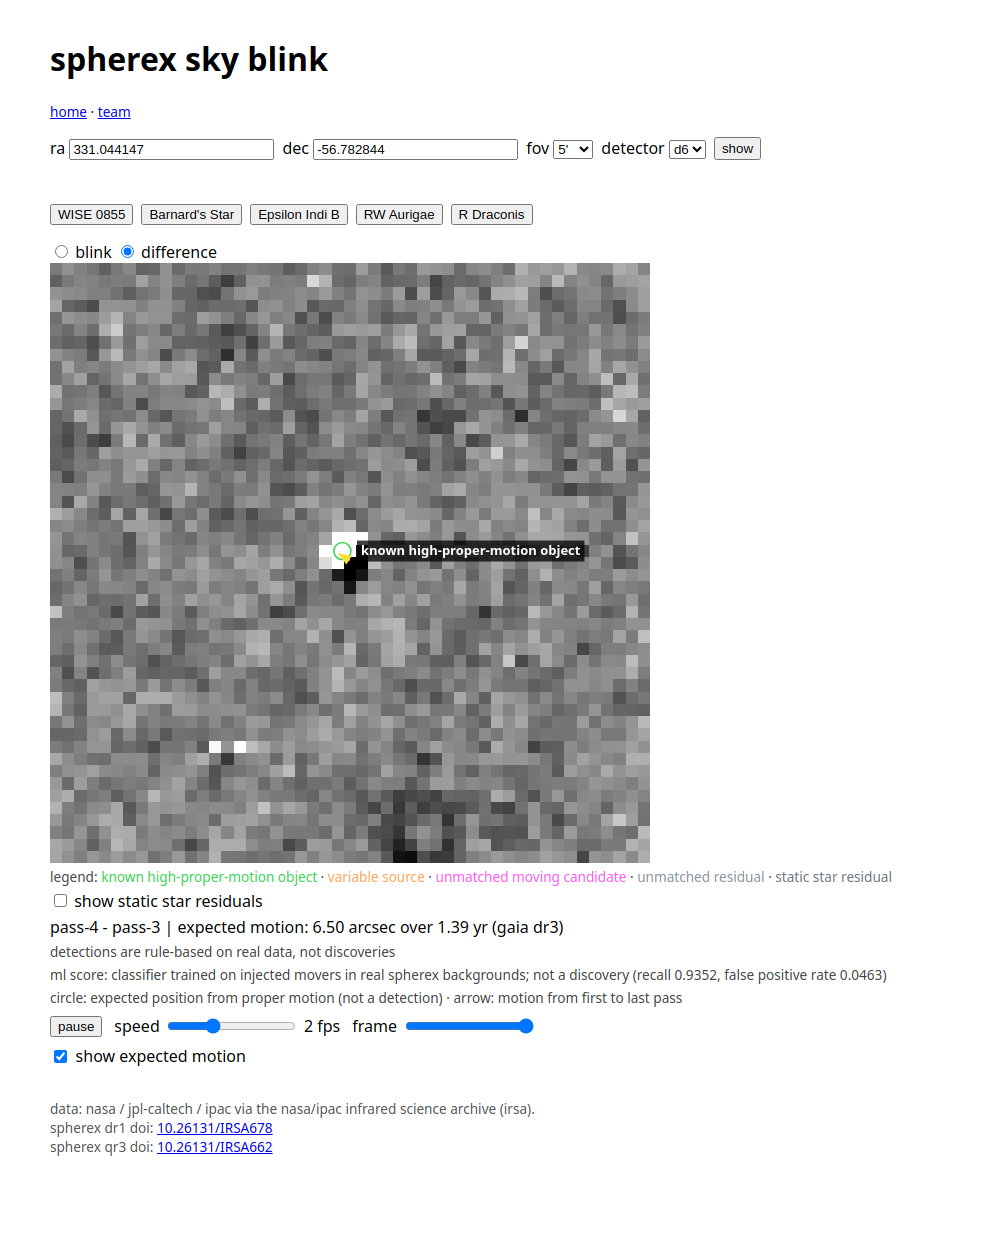 spherex sky blink
home · team
ra 331.044147 dec -56.782844 fov 5' detector d6 show
WISE 0855 Barnard's Star Epsilon Indi B RW Aurigae R Draconis
blink difference
known high-proper-motion object
legend: known high-proper-motion object · variable source · unmatched moving candidate · unmatched residual · static star residual
show static star residuals
pass-4 - pass-3 | expected motion: 6.50 arcsec over 1.39 yr (gaia dr3)
detections are rule-based on real data, not discoveries
ml score: classifier trained on injected movers in real spherex backgrounds; not a discovery (recall 0.9352, false positive rate 0.0463)
circle: expected position from proper motion (not a detection) · arrow: motion from first to last pass
pause speed 2 fps frame
show expected motion
data: nasa / jpl-caltech / ipac via the nasa/ipac infrared science archive (irsa).
spherex dr1 doi: 10.26131/IRSA678
spherex qr3 doi: 10.26131/IRSA662